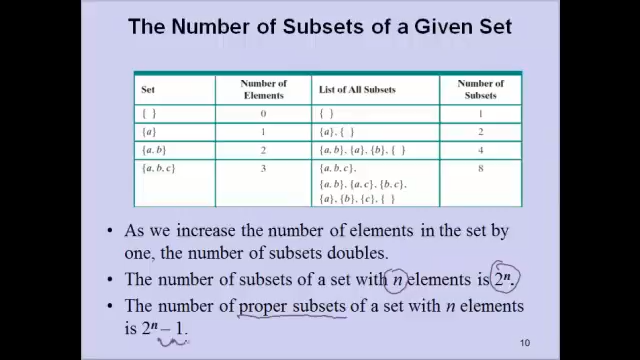 The Number of Subsets of a Given Set
Set Number of Elements List of All Subsets Number of Subsets
{ } 0 { } 1
{a} 1 {a}, { } 2
{a, b} 2 {a, b}, {a}, {b}, { } 4
{a, b, c} 3 {a, b, c}, 8
{a, b}, {a, c}, {b, c},
{a}, {b}, {c}, { }
• As we increase the number of elements in the set by
one, the number of subsets doubles.
• The number of subsets of a set with n elements is 2ⁿ.
• The number of proper subsets of a set with n elements
is 2ⁿ – 1.
10